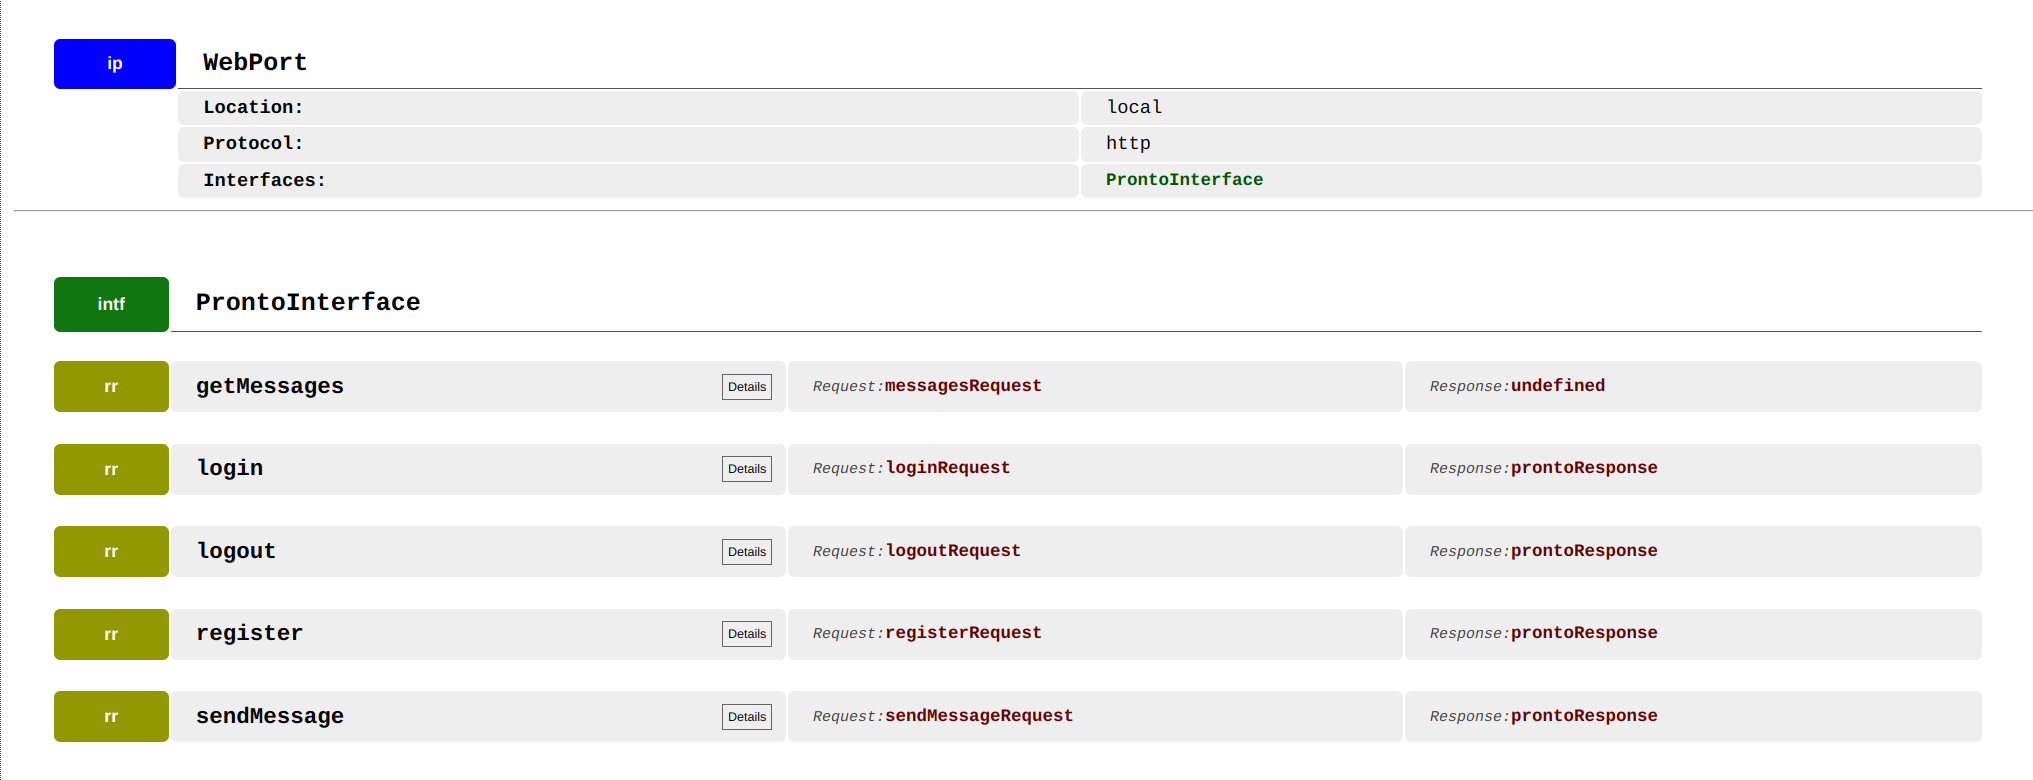 ip WebPort
Location: local
Protocol: http
Interfaces: ProntoInterface
intf ProntoInterface
rr getMessages Details Request:messagesRequest Response:undefined
rr login Details Request:loginRequest Response:prontoResponse
rr logout Details Request:logoutRequest Response:prontoResponse
rr register Details Request:registerRequest Response:prontoResponse
rr sendMessage Details Request:sendMessageRequest Response:prontoResponse